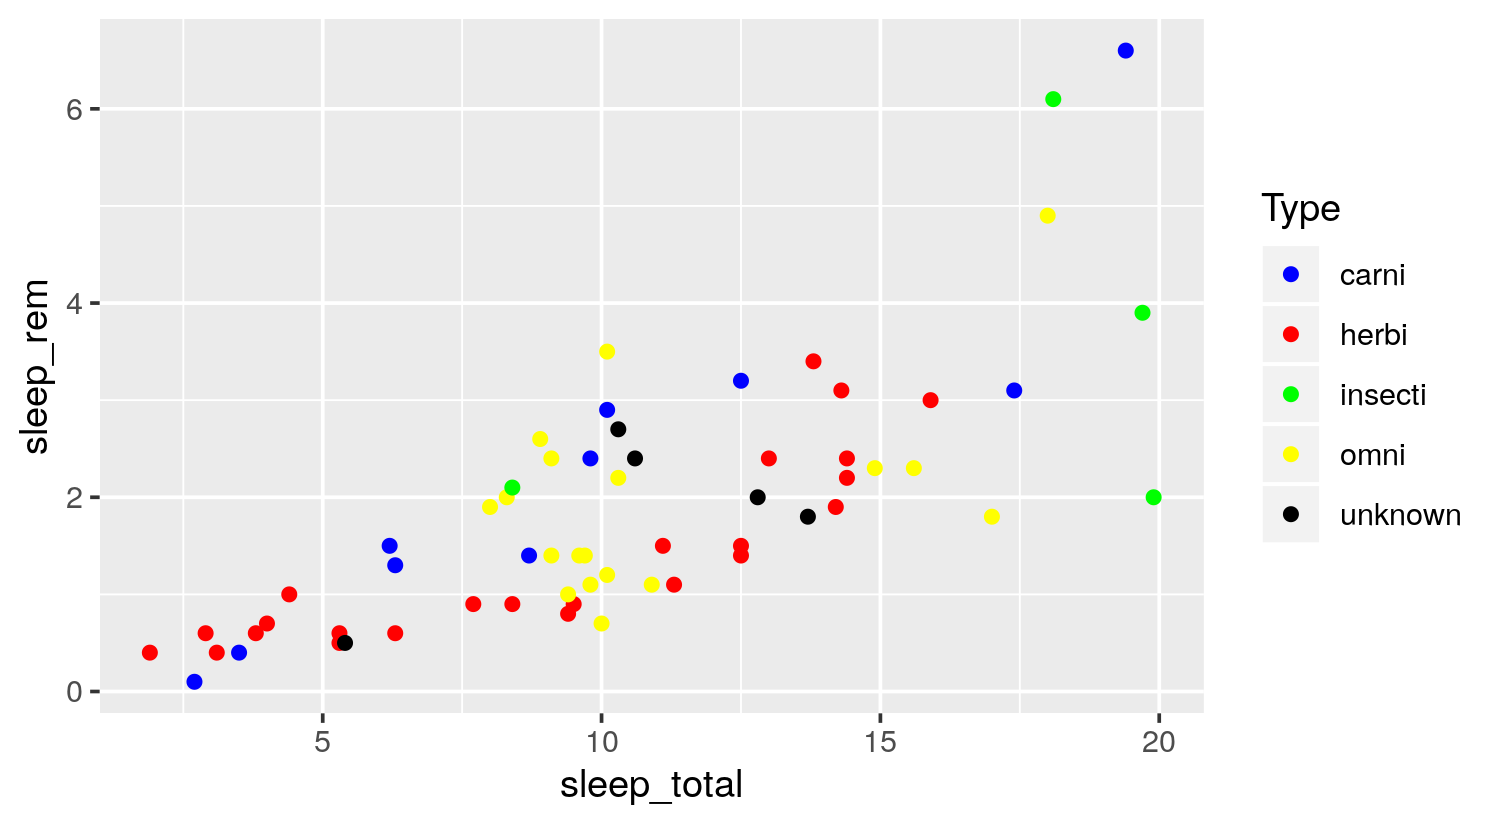 6
4
2
0
sleep_rem
5 10 15 20
sleep_total
Type
carni
herbi
insecti
omni
unknown